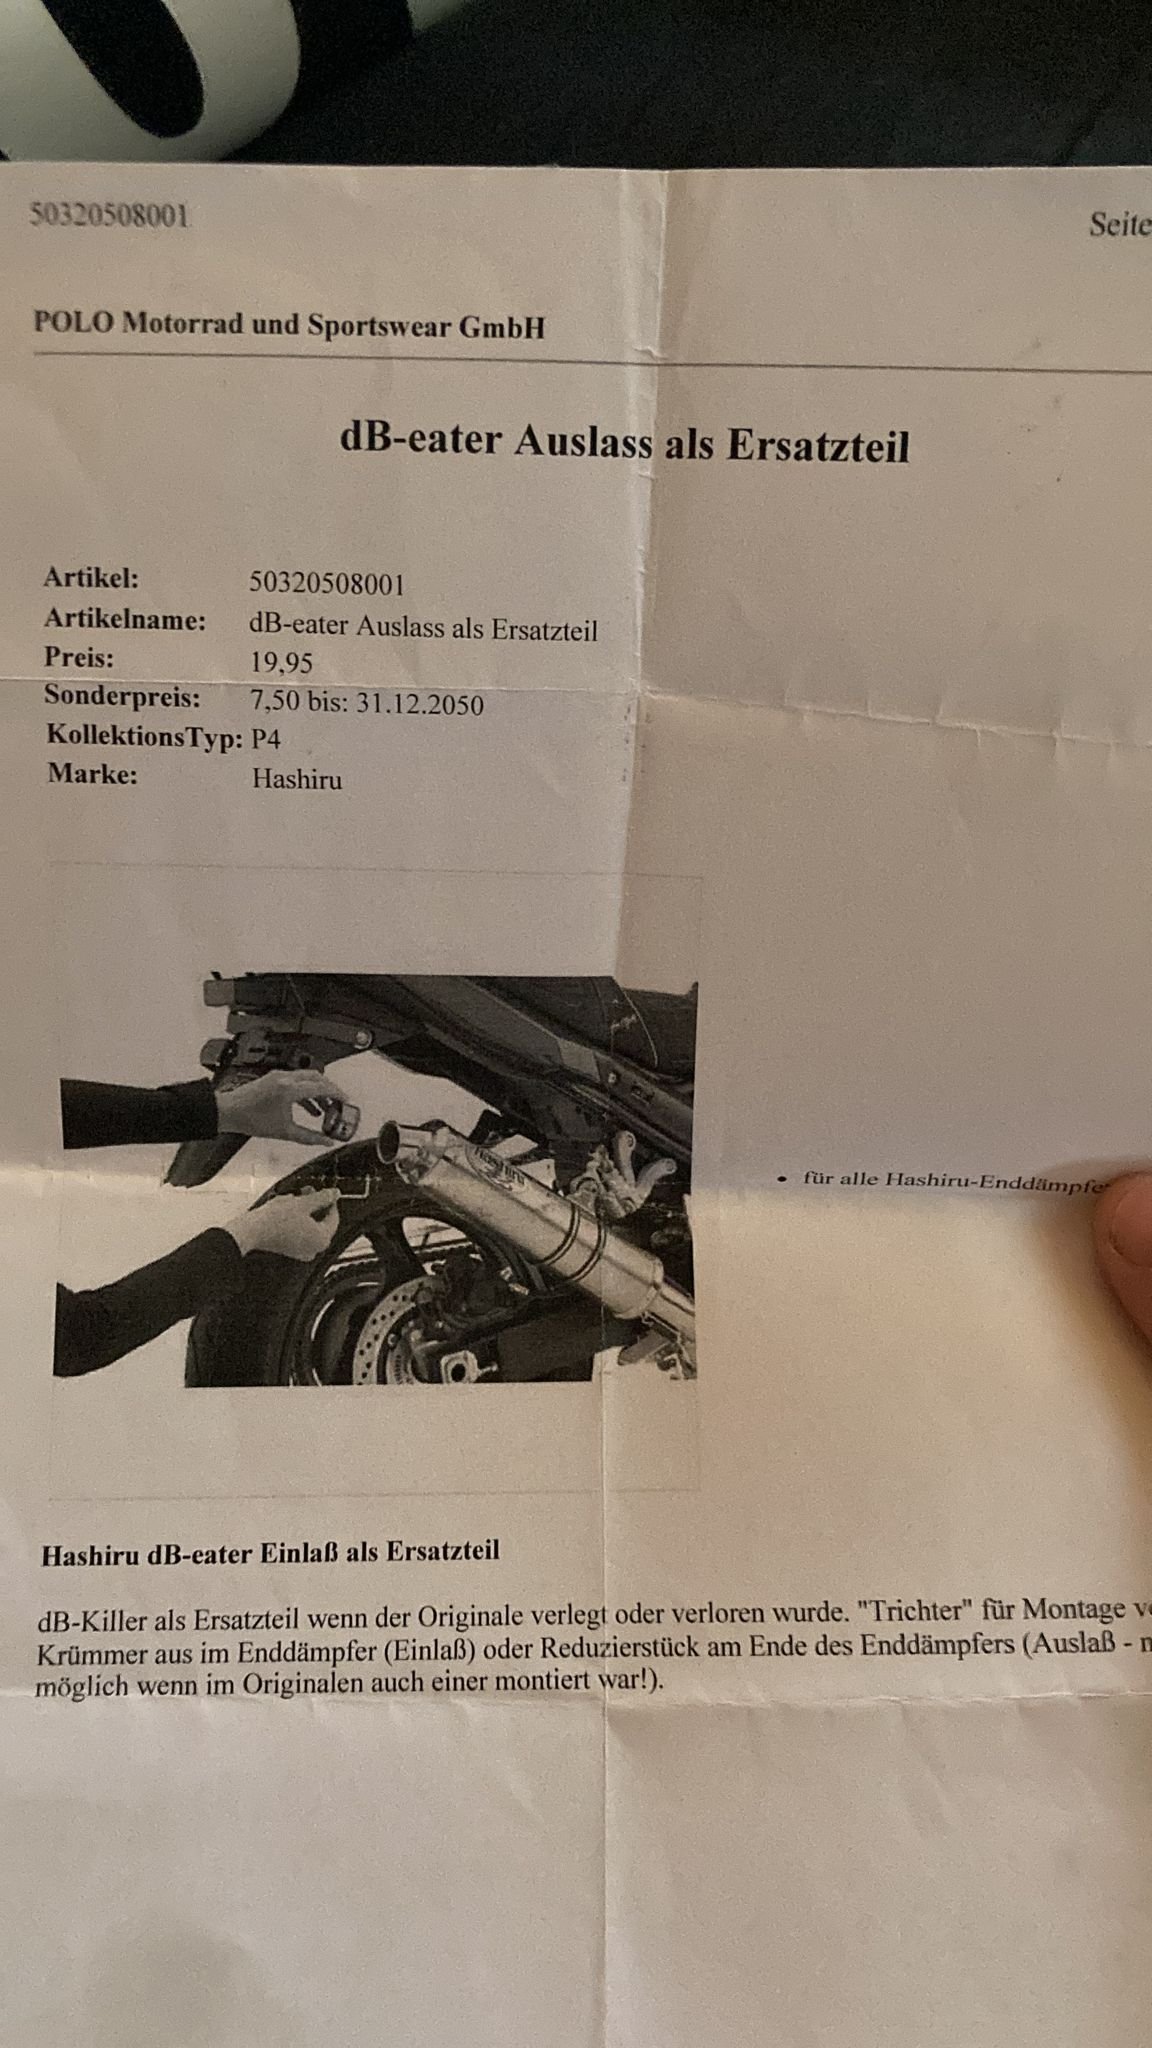 50320508001
Seite
POLO Motorrad und Sportswear GmbH
dB-eater Auslass als Ersatzteil
Artikel: 50320508001
Artikelname: dB-eater Auslass als Ersatzteil
Preis: 19,95
Sonderpreis: 7,50 bis: 31.12.2050
KollektionsTyp: P4
Marke: Hashiru
Hashiru
• für alle Hashiru-Enddämpfe
Hashiru dB-eater Einlaß als Ersatzteil
dB-Killer als Ersatzteil wenn der Originale verlegt oder verloren wurde. "Trichter" für Montage
Krümmer aus im Enddämpfer (Einlaß) oder Reduzierstück am Ende des Enddämpfers (Auslaß -
möglich wenn im Originalen auch einer montiert war!).